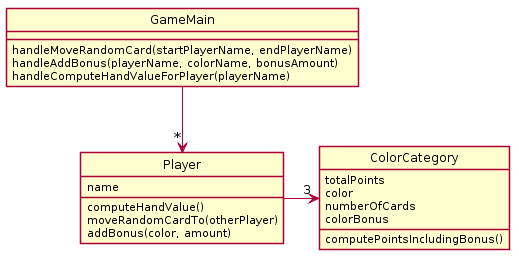 GameMain
handleMoveRandomCard(startPlayerName, endPlayerName)
handleAddBonus(playerName, colorName, bonusAmount)
handleComputeHandValueForPlayer(playerName)
*
Player
name
computeHandValue()
moveRandomCardTo(otherPlayer)
addBonus(color, amount)
3
ColorCategory
totalPoints
color
numberOfCards
colorBonus
computePointsIncludingBonus()